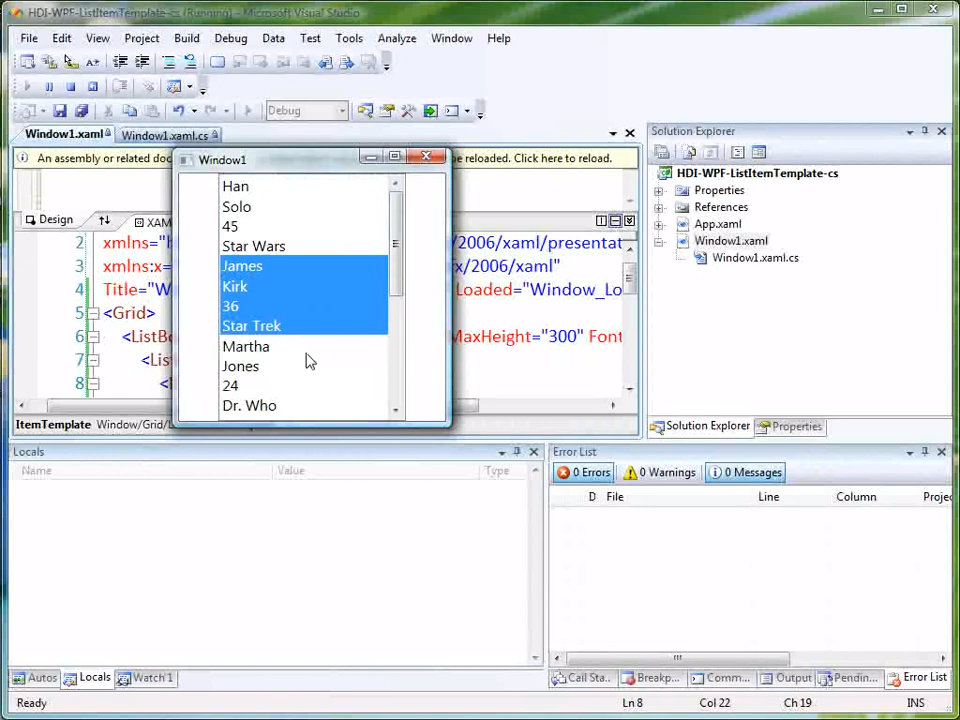 HDI-WPF-ListItemTemplate-cs (Running) - Microsoft Visual Studio
File Edit View Project Build Debug Data Test Tools Analyze Window Help
Debug
Window1.xaml Window1.xaml.cs
An assembly or related do be reloaded. Click here to reload.
Window1
Han
Solo
45
Star Wars
James
Kirk
36
Star Trek
Martha
Jones
24
Dr. Who
Design XAM
2 xmlns="h /2006/xaml/presentat
3 xmlns:x= x/2006/xaml"
4 Title="W Loaded="Window_Lo
5 <Grid>
6 <ListBo MaxHeight="300" Font
7 <Lis
8
ItemTemplate Window/Grid/L
Solution Explorer
HDI-WPF-ListItemTemplate-cs
Properties
References
App.xaml
Window1.xaml
Window1.xaml.cs
Solution Explorer Properties
Locals
Name Value Type
Error List
0 Errors 0 Warnings 0 Messages
D File Line Column Projec
Autos Locals Watch 1
Call Sta... Breakp... Comm... Output Pendin... Error List
Ready Ln 8 Col 22 Ch 19 INS